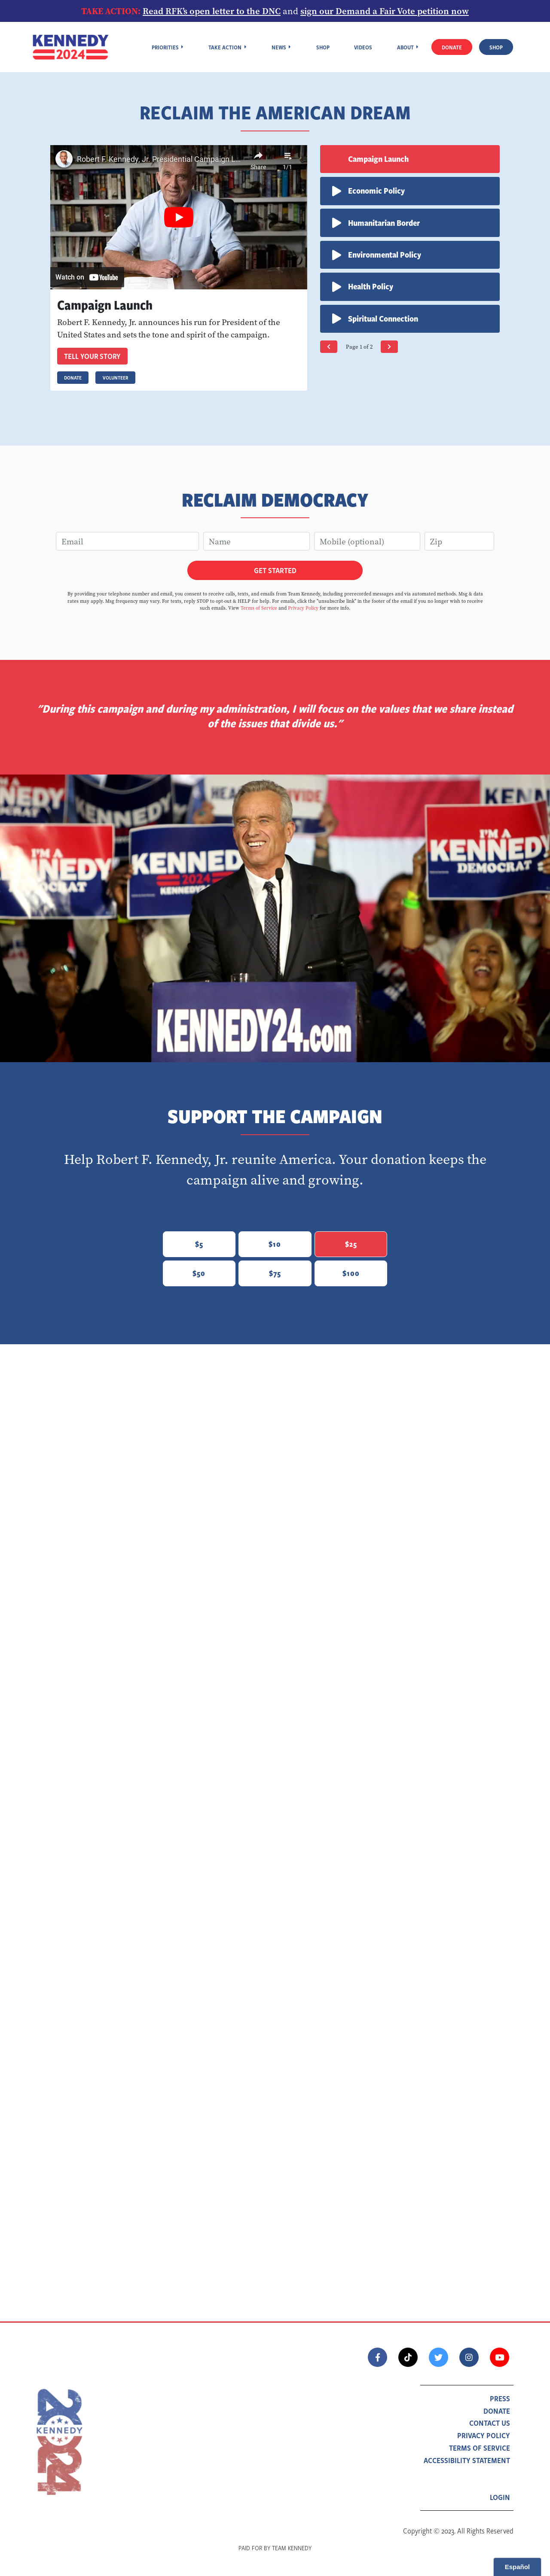 TAKE ACTION: Read RFK's open letter to the DNC and sign our Demand a Fair Vote petition now
KENNEDY
2024
PRIORITIES
TAKE ACTION
NEWS
SHOP
VIDEOS
ABOUT
DONATE
SHOP
RECLAIM THE AMERICAN DREAM
Robert F. Kennedy, Jr. Presidential Campaign L...
Share
1/1
Watch on YouTube
Campaign Launch
Robert F. Kennedy, Jr. announces his run for President of the
United States and sets the tone and spirit of the campaign.
TELL YOUR STORY
DONATE
VOLUNTEER
Campaign Launch
Economic Policy
Humanitarian Border
Environmental Policy
Health Policy
Spiritual Connection
Page 1 of 2
RECLAIM DEMOCRACY
Email
Name
Mobile (optional)
Zip
GET STARTED
By providing your telephone number and email, you consent to receive calls, texts, and emails from Team Kennedy, including prerecorded messages and via automated methods. Msg & data
rates may apply. Msg frequency may vary. For texts, reply STOP to opt-out & HELP for help. For emails, click the "unsubscribe link" in the footer of the email if you no longer wish to receive
such emails. View Terms of Service and Privacy Policy for more info.
"During this campaign and during my administration, I will focus on the values that we share instead
of the issues that divide us."
I'M A
KENNEDY
DEMOCRAT
HEA
IVIDE
KENNEDY
2024
I'M A
KENNEDY
DEMOCRAT
KENNEDY24.com
SUPPORT THE CAMPAIGN
Help Robert F. Kennedy, Jr. reunite America. Your donation keeps the
campaign alive and growing.
$5
$10
$25
$50
$75
$100
PRESS
DONATE
CONTACT US
PRIVACY POLICY
TERMS OF SERVICE
ACCESSIBILITY STATEMENT
LOGIN
20
KENNEDY
24
Copyright © 2023. All Rights Reserved
PAID FOR BY TEAM KENNEDY
Español